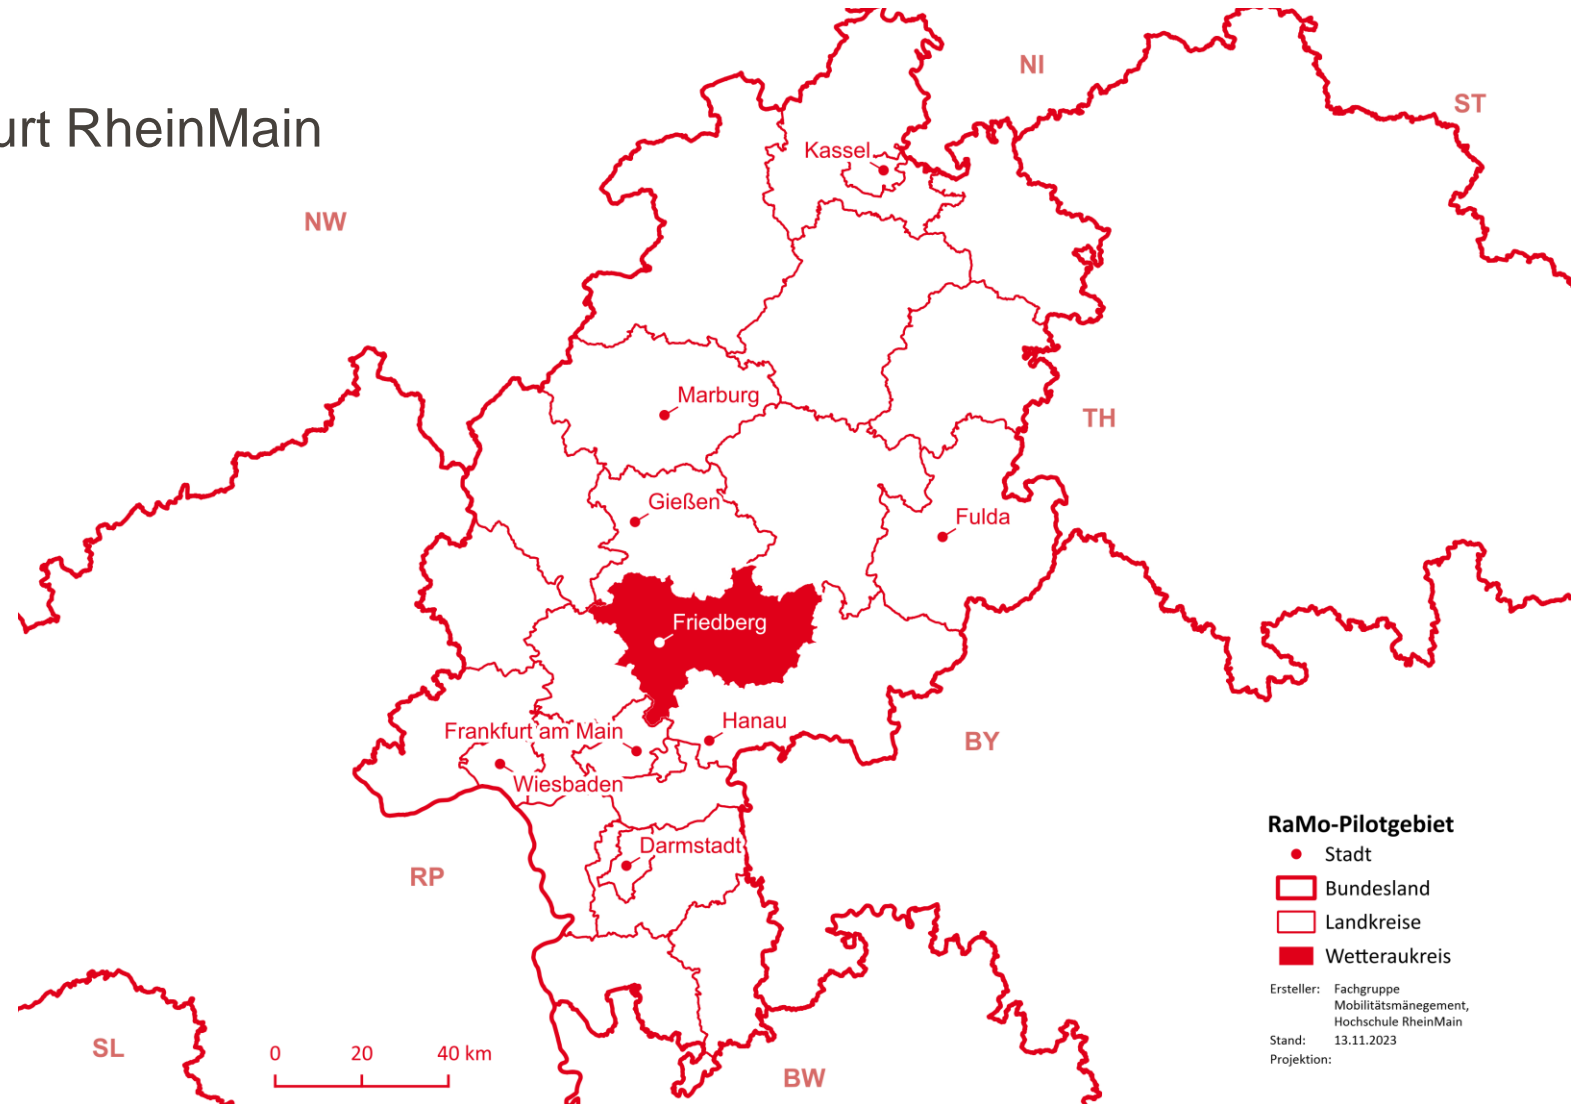 urt RheinMain
NI
ST
Kassel
NW
Marburg
TH
Gießen
Fulda
Friedberg
Hanau
Frankfurt am Main
BY
Wiesbaden
Darmstadt
RP
SL
BW
0 20 40 km
RaMo-Pilotgebiet
Stadt
Bundesland
Landkreise
Wetteraukreis
Ersteller: Fachgruppe
Mobilitätsmänegement,
Hochschule RheinMain
Stand: 13.11.2023
Projektion: